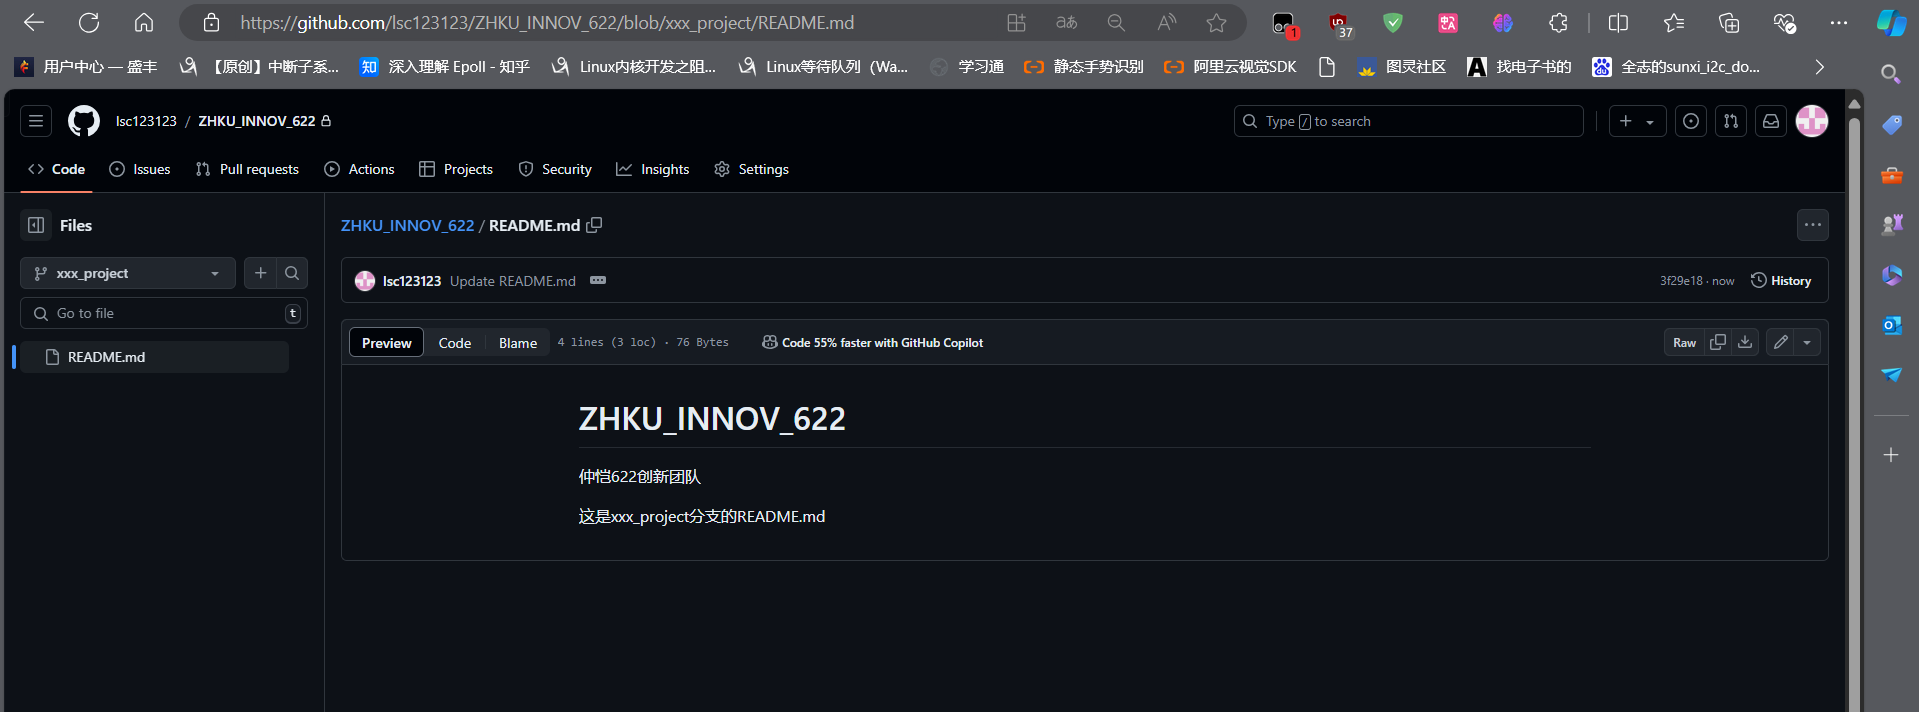 https://github.com/lsc123123/ZHKU_INNOV_622/blob/xxx_project/README.md
aあ
A
1
37
用户中心 — 盛丰
【原创】中断子系...
知
深入理解 Epoll - 知乎
Linux内核开发之阻...
Linux等待队列（Wa...
学习通
静态手势识别
阿里云视觉SDK
图灵社区
找电子书的
全志的sunxi_i2c_do...
lsc123123 / ZHKU_INNOV_622
Type / to search
Code
Issues
Pull requests
Actions
Projects
Security
Insights
Settings
Files
xxx_project
Go to file
t
README.md
ZHKU_INNOV_622 / README.md
lsc123123 Update README.md
3f29e18 · now
History
Preview
Code
Blame
4 lines (3 loc) · 76 Bytes
Code 55% faster with GitHub Copilot
Raw
ZHKU_INNOV_622
仲恺622创新团队
这是xxx_project分支的README.md